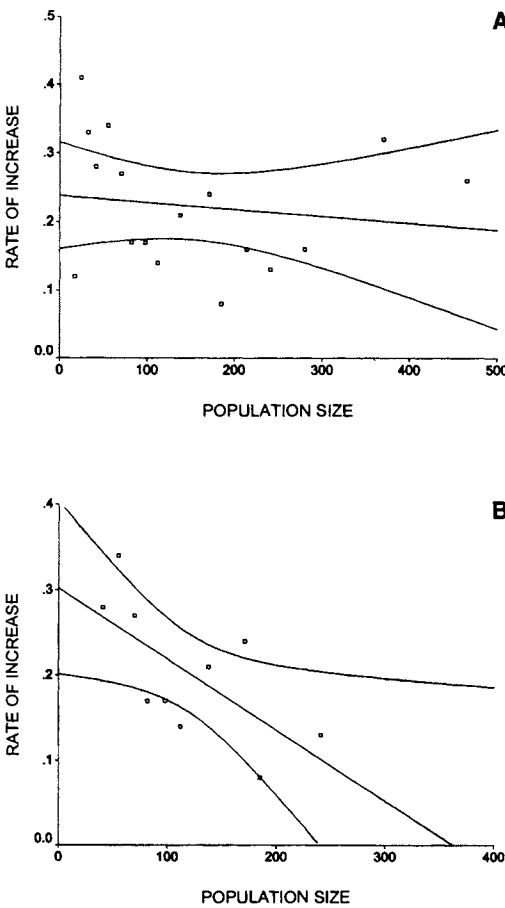 A
.5
.4
.3
.2
.1
0.0
RATE OF INCREASE
0 100 200 300 400 500
POPULATION SIZE
B
.4
.3
.2
.1
0.0
RATE OF INCREASE
0 100 200 300 400
POPULATION SIZE